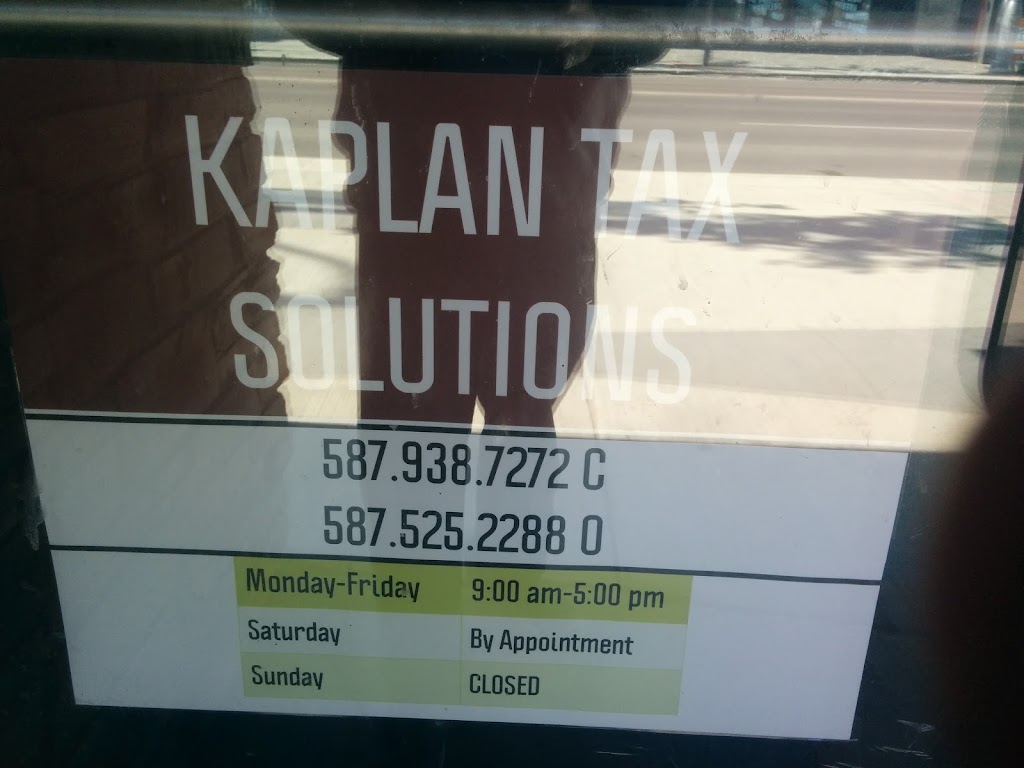 KAPLAN TAX
SOLUTIONS
587.938.7272 C
587.525.2288 O
Monday-Friday 9:00 am-5:00 pm
Saturday By Appointment
Sunday CLOSED